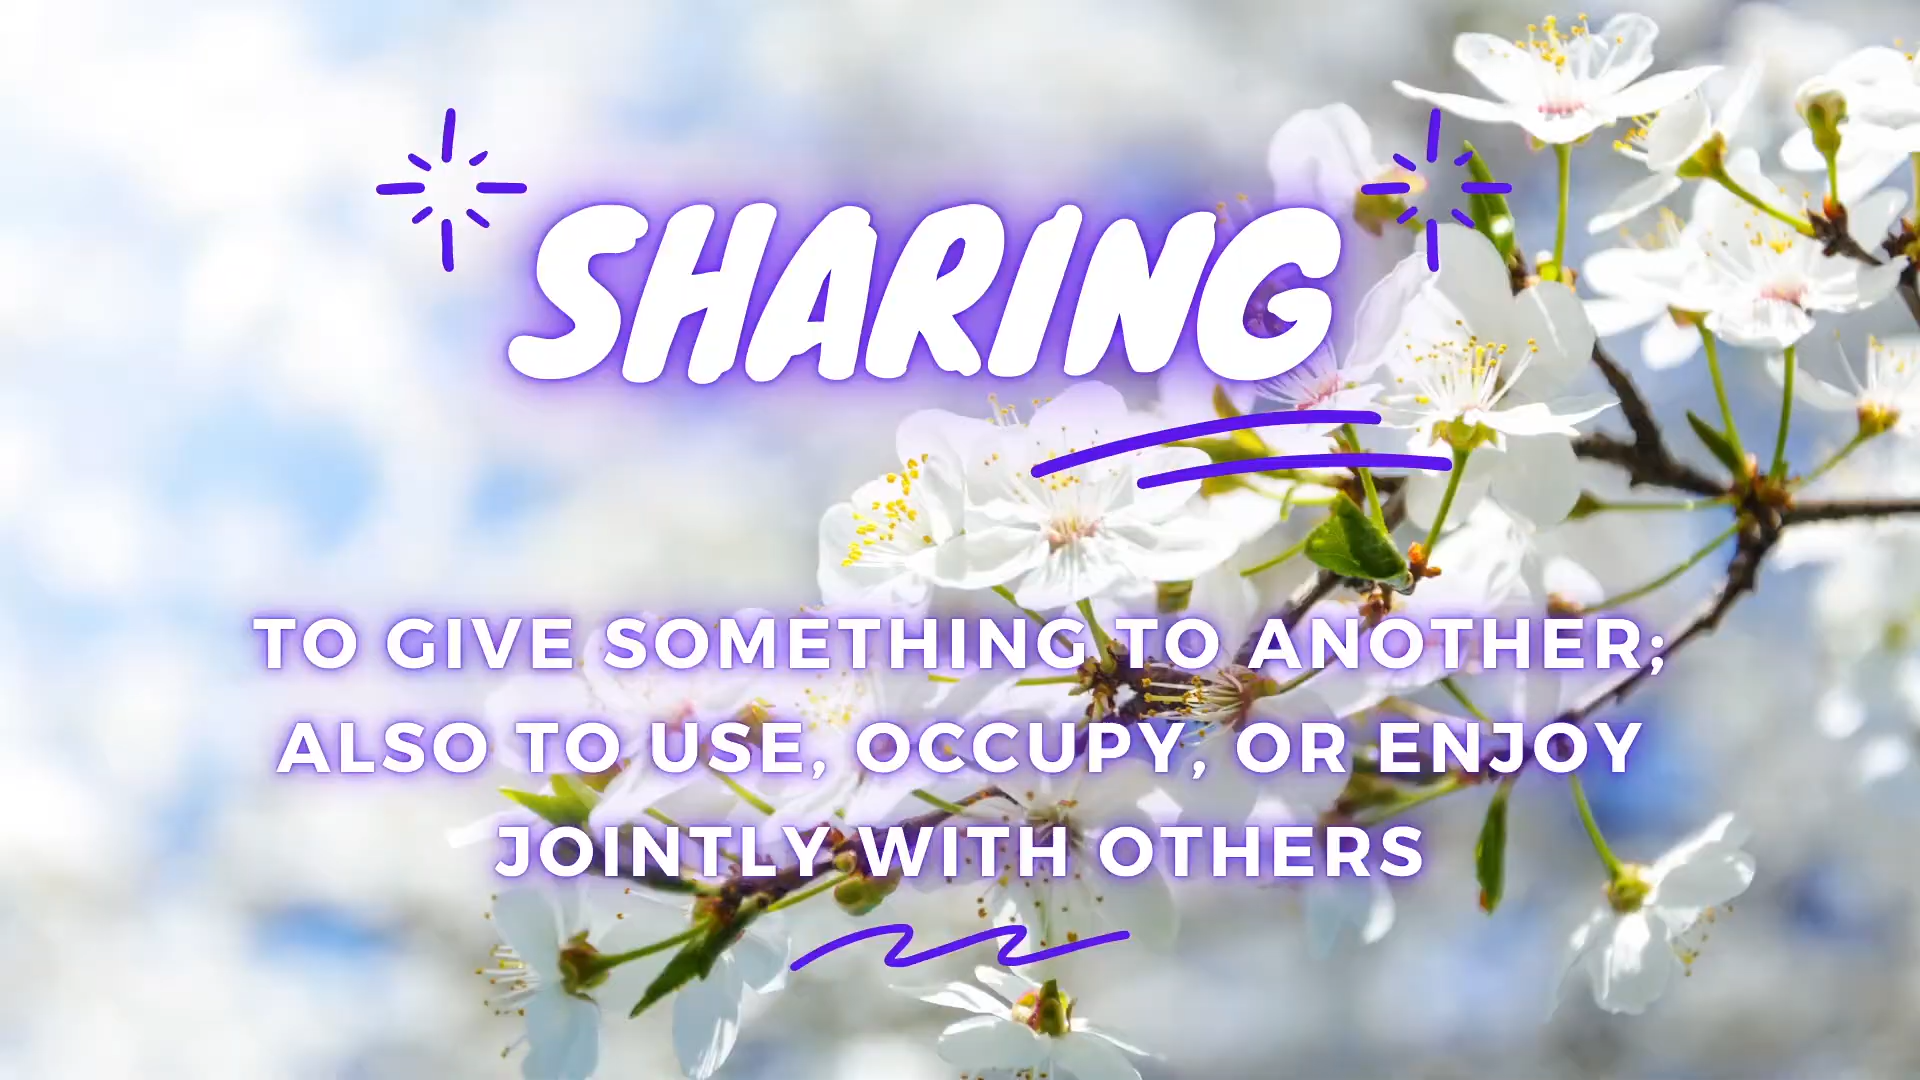 SHARING
TO GIVE SOMETHING TO ANOTHER;
ALSO TO USE, OCCUPY, OR ENJOY
JOINTLY WITH OTHERS